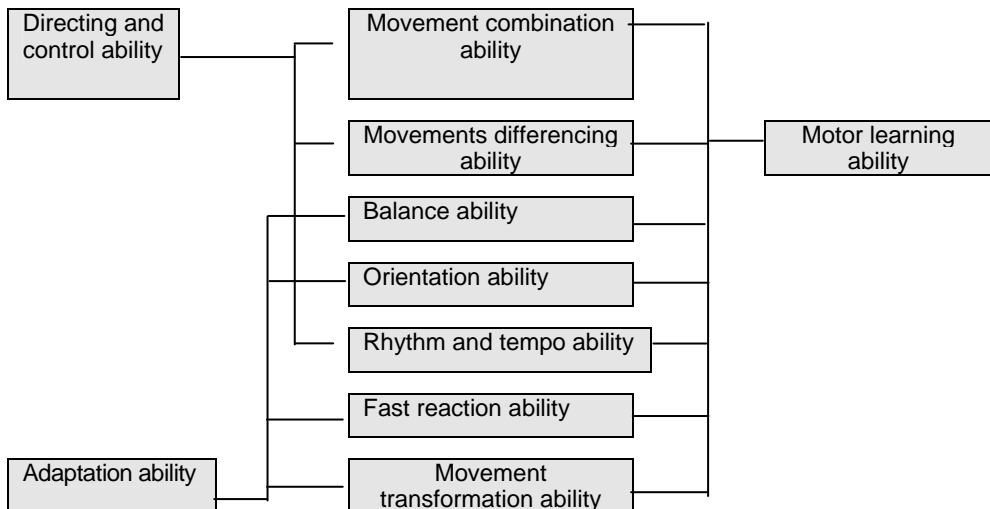 Directing and
control ability
Movement combination
ability
Movements differencing
ability
Motor learning
ability
Balance ability
Orientation ability
Rhythm and tempo ability
Fast reaction ability
Adaptation ability
Movement
transformation ability